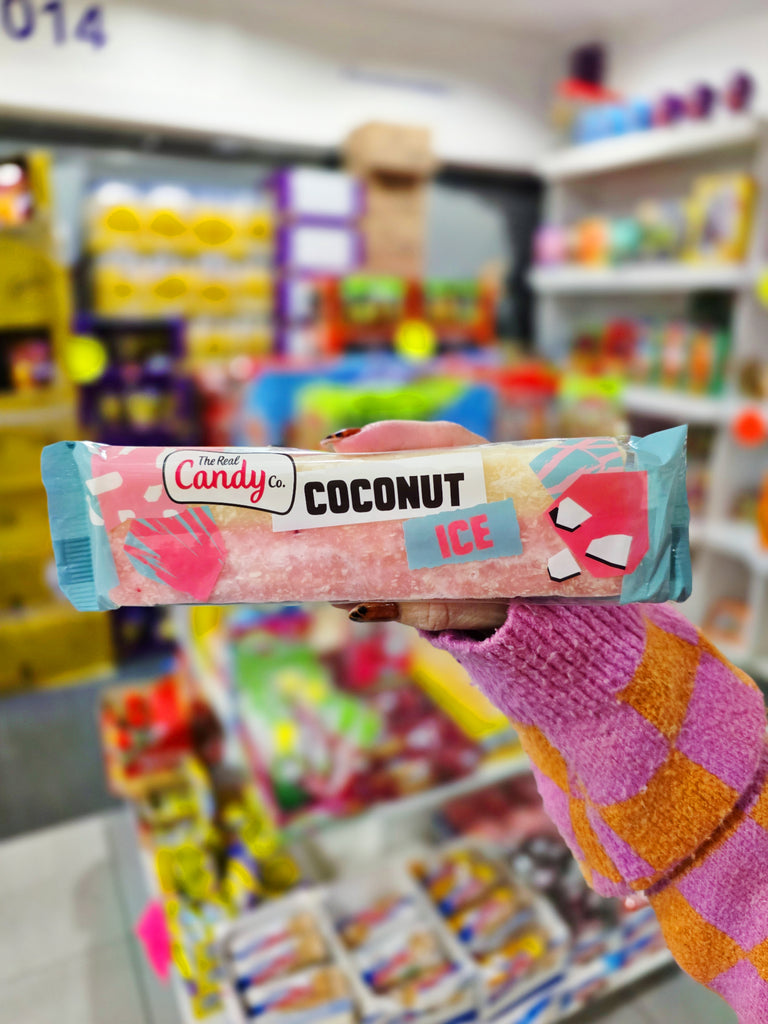 014
The Real
Candy Co.
COCONUT
ICE